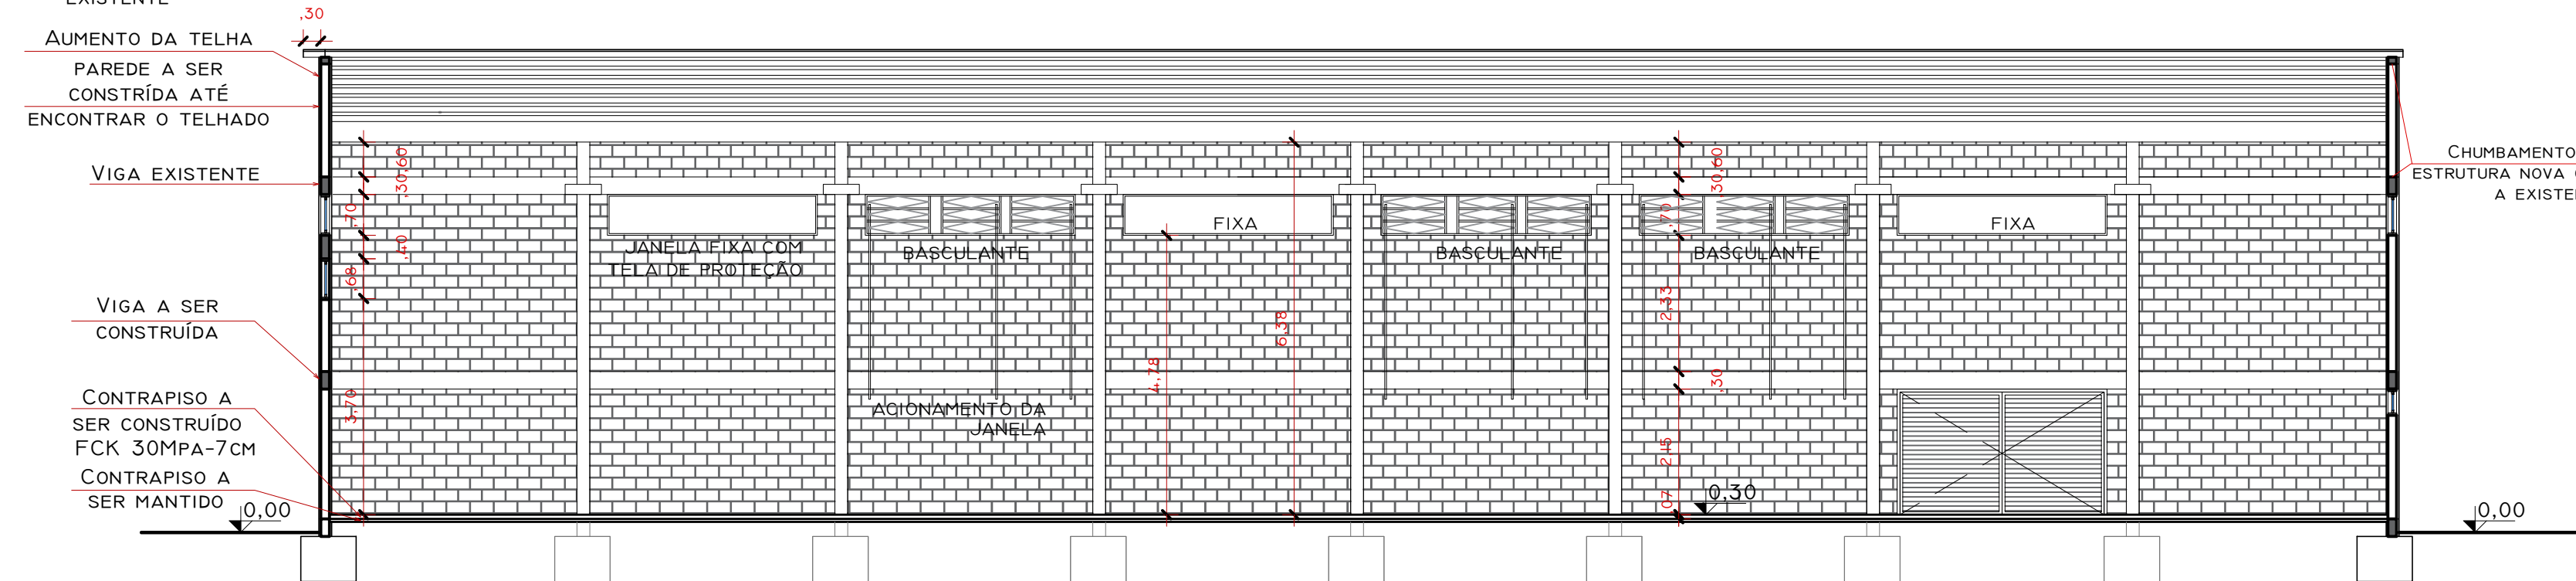 EXISTENTE
,30
AUMENTO DA TELHA
PAREDE A SER
CONSTRÍDA ATÉ
ENCONTRAR O TELHADO
VIGA EXISTENTE
VIGA A SER
CONSTRUÍDA
CONTRAPISO A
SER CONSTRUÍDO
FCK 30MPA-7CM
CONTRAPISO A
SER MANTIDO
0,00
,60
,30
,70
,40
,68
3,70
JANELA FIXA COM
TELA DE PROTEÇÃO
BASCULANTE
ACIONAMENTO DA
JANELA
FIXA
4,78
6,38
BASCULANTE
BASCULANTE
,60
,30
,70
2,33
,30
2,15
,07
0,30
FIXA
CHUMBAMENTO
ESTRUTURA NOVA
A
0,00